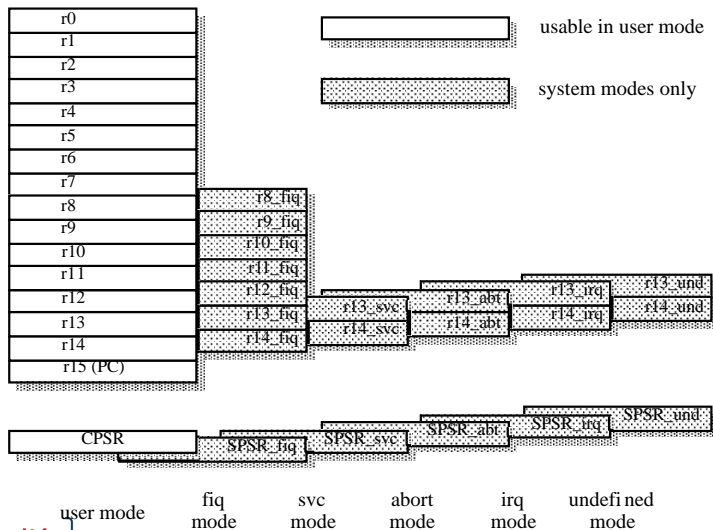 r0
usable in user mode
r1
r2
r3
system modes only
r4
r5
r6
r7
r8
r8_fiq
r9
r9_fiq
r10
r10_fiq
r11
r11_fiq
r12
r12_fiq
r13_svc
r13_abt
r13_irq
r13_und
r13
r13_fiq
r14_svc
r14_abt
r14_irq
r14_und
r14
r14_fiq
r15 (PC)
CPSR
SPSR_fiq
SPSR_svc
SPSR_abt
SPSR_irq
SPSR_und
user mode
fiq
mode
svc
mode
abort
mode
irq
mode
undefined
mode